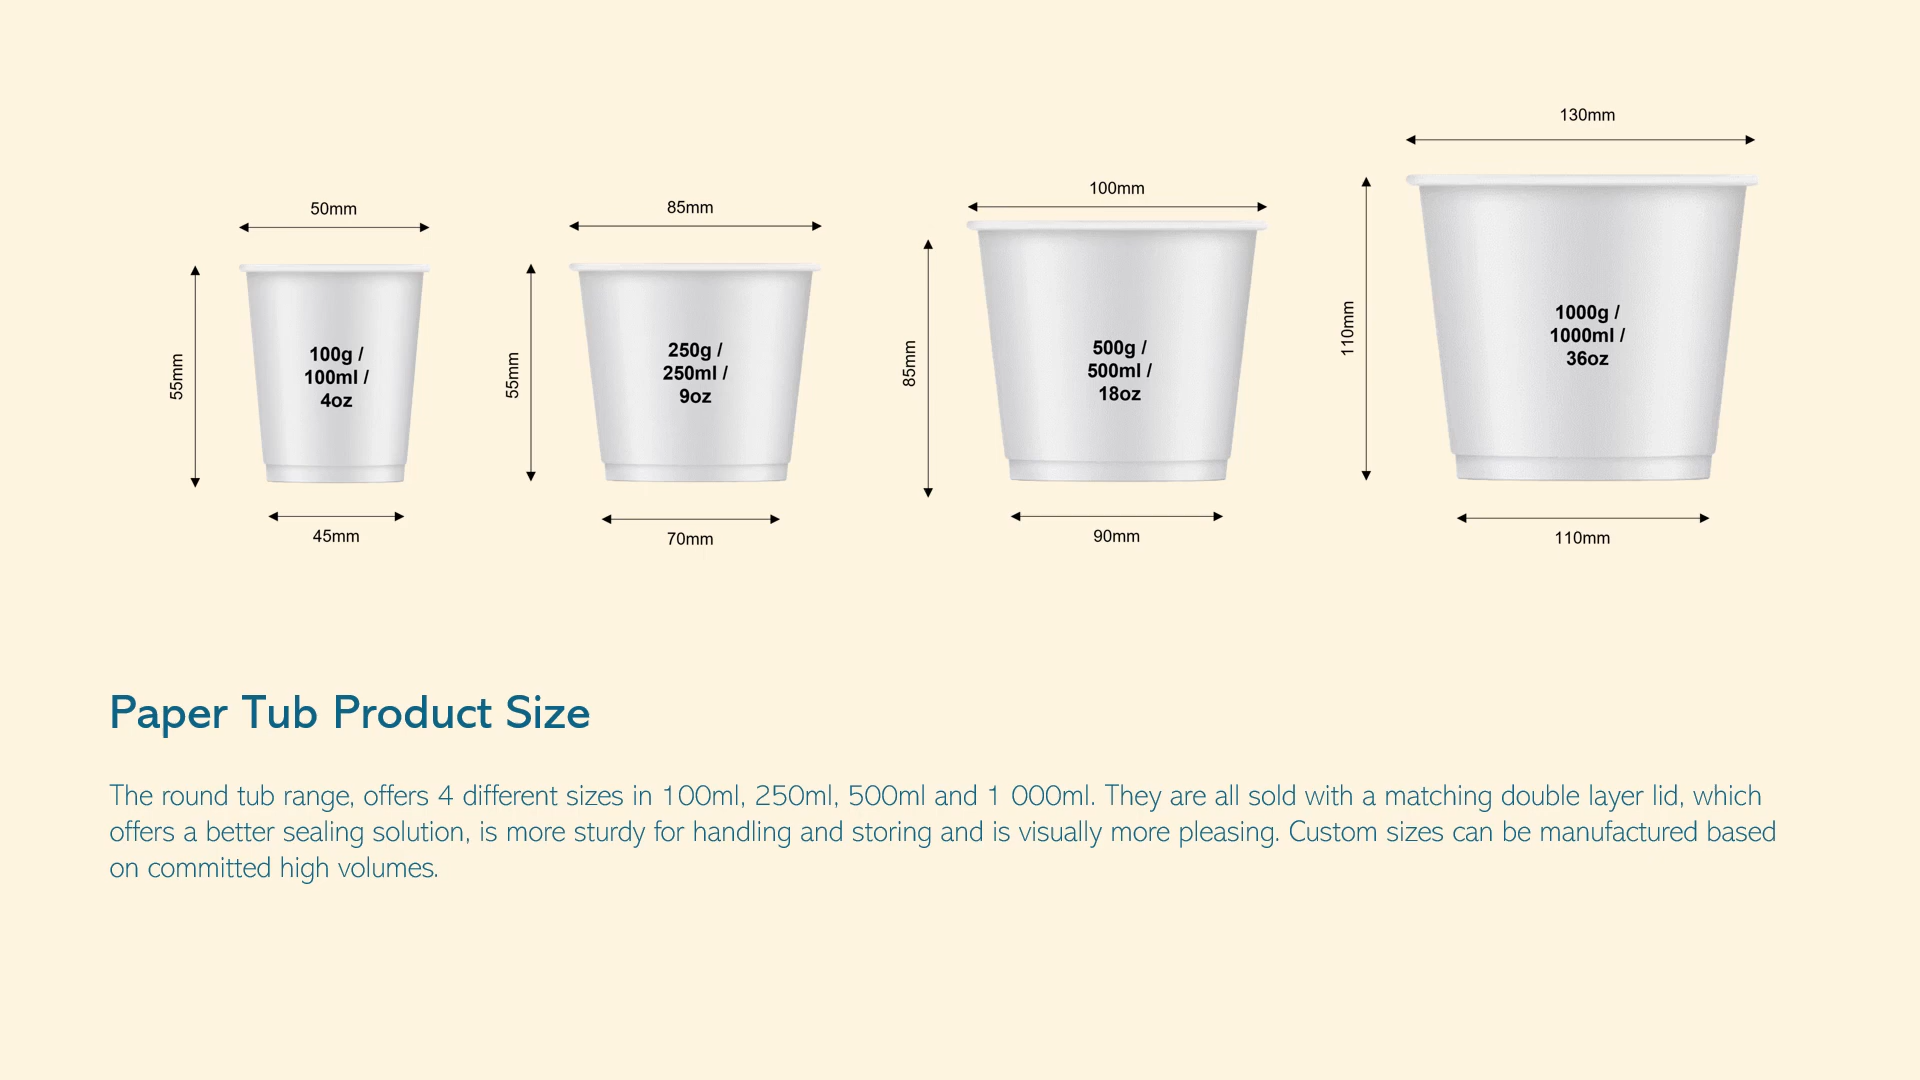 50mm
55mm
100g /
100ml /
4oz
45mm
85mm
55mm
250g /
250ml /
9oz
70mm
100mm
85mm
500g /
500ml /
18oz
90mm
130mm
110mm
1000g /
1000ml /
36oz
110mm
Paper Tub Product Size
The round tub range, offers 4 different sizes in 100ml, 250ml, 500ml and 1 000ml. They are all sold with a matching double layer lid, which
offers a better sealing solution, is more sturdy for handling and storing and is visually more pleasing. Custom sizes can be manufactured based
on committed high volumes.